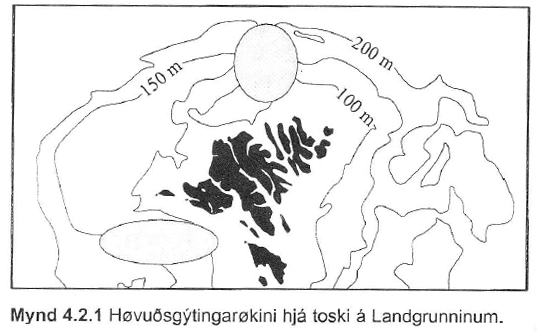 200 m
150 m
100 m
Mynd 4.2.1 Høvuðsgýtingarøkini hjá toski á Landgrunninum.